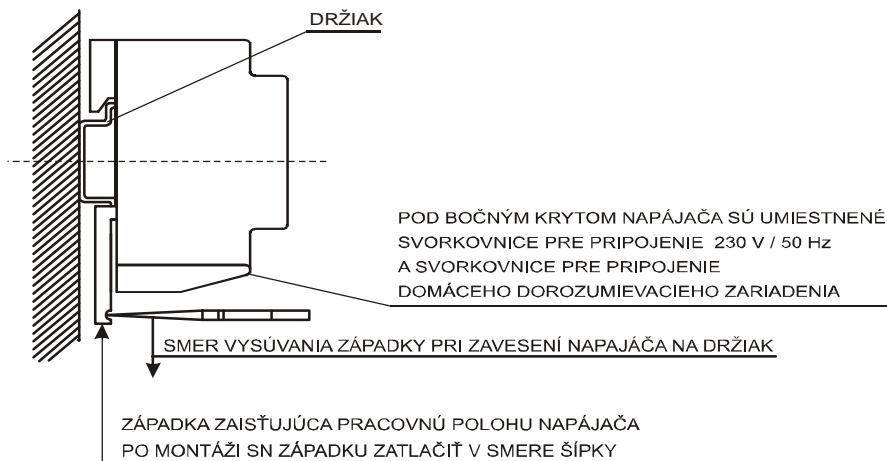 DRŽIAK
POD BOČNÝM KRYTOM NAPÁJAČA SÚ UMIESTNENÉ
SVORKOVNICE PRE PRIPOJENIE 230 V / 50 Hz
A SVORKOVNICE PRE PRIPOJENIE
DOMÁCEHO DOROZUMIEVACIEHO ZARIADENIA
SMER VYSÚVANIA ZÁPADKY PRI ZAVESENÍ NAPAJÁČA NA DRŽIAK
ZÁPADKA ZAISŤUJÚCA PRACOVNÚ POLOHU NAPÁJAČA
PO MONTÁŽI SN ZÁPADKU ZATLAČIŤ V SMERE ŠÍPKY